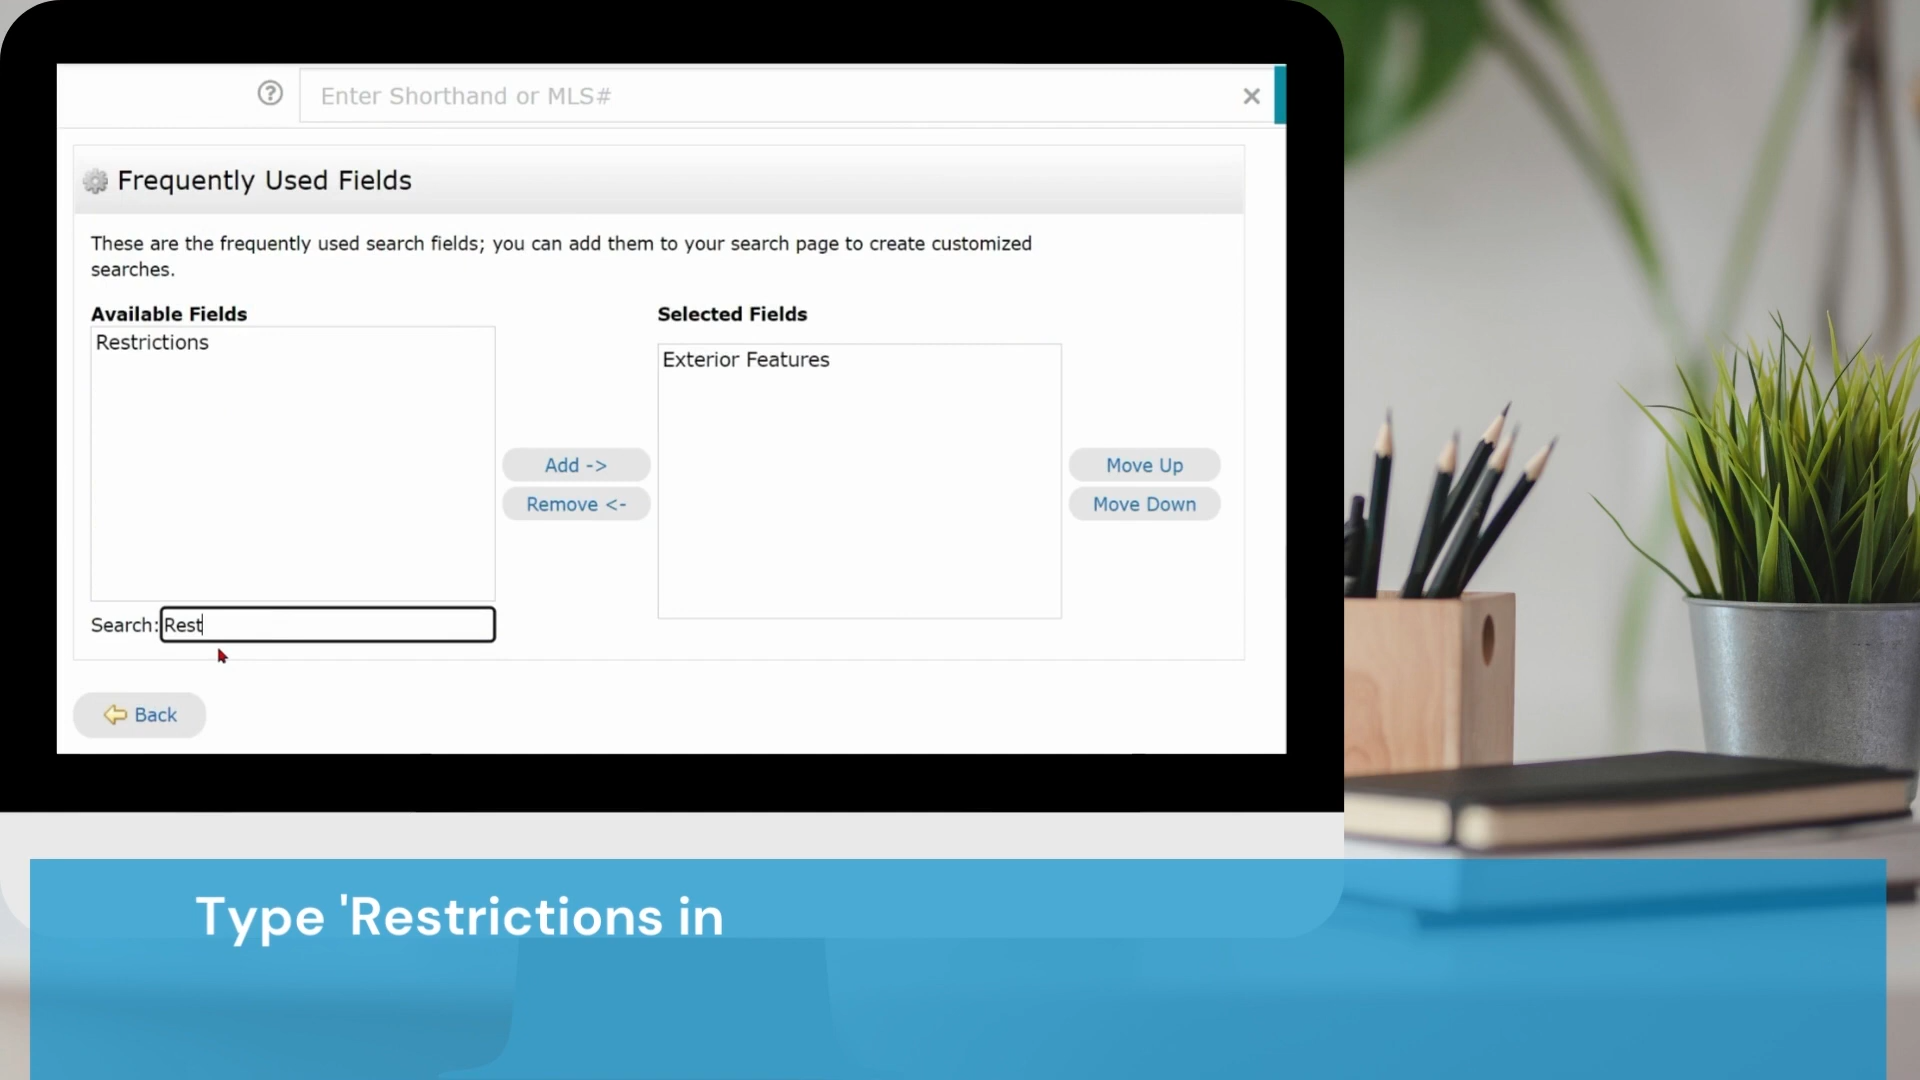 Enter Shorthand or MLS#
Frequently Used Fields
These are the frequently used search fields; you can add them to your search page to create customized
searches.
Available Fields
Selected Fields
Restrictions
Exterior Features
Add ->
Remove <-
Move Up
Move Down
Search: Rest
Back
Type 'Restrictions in